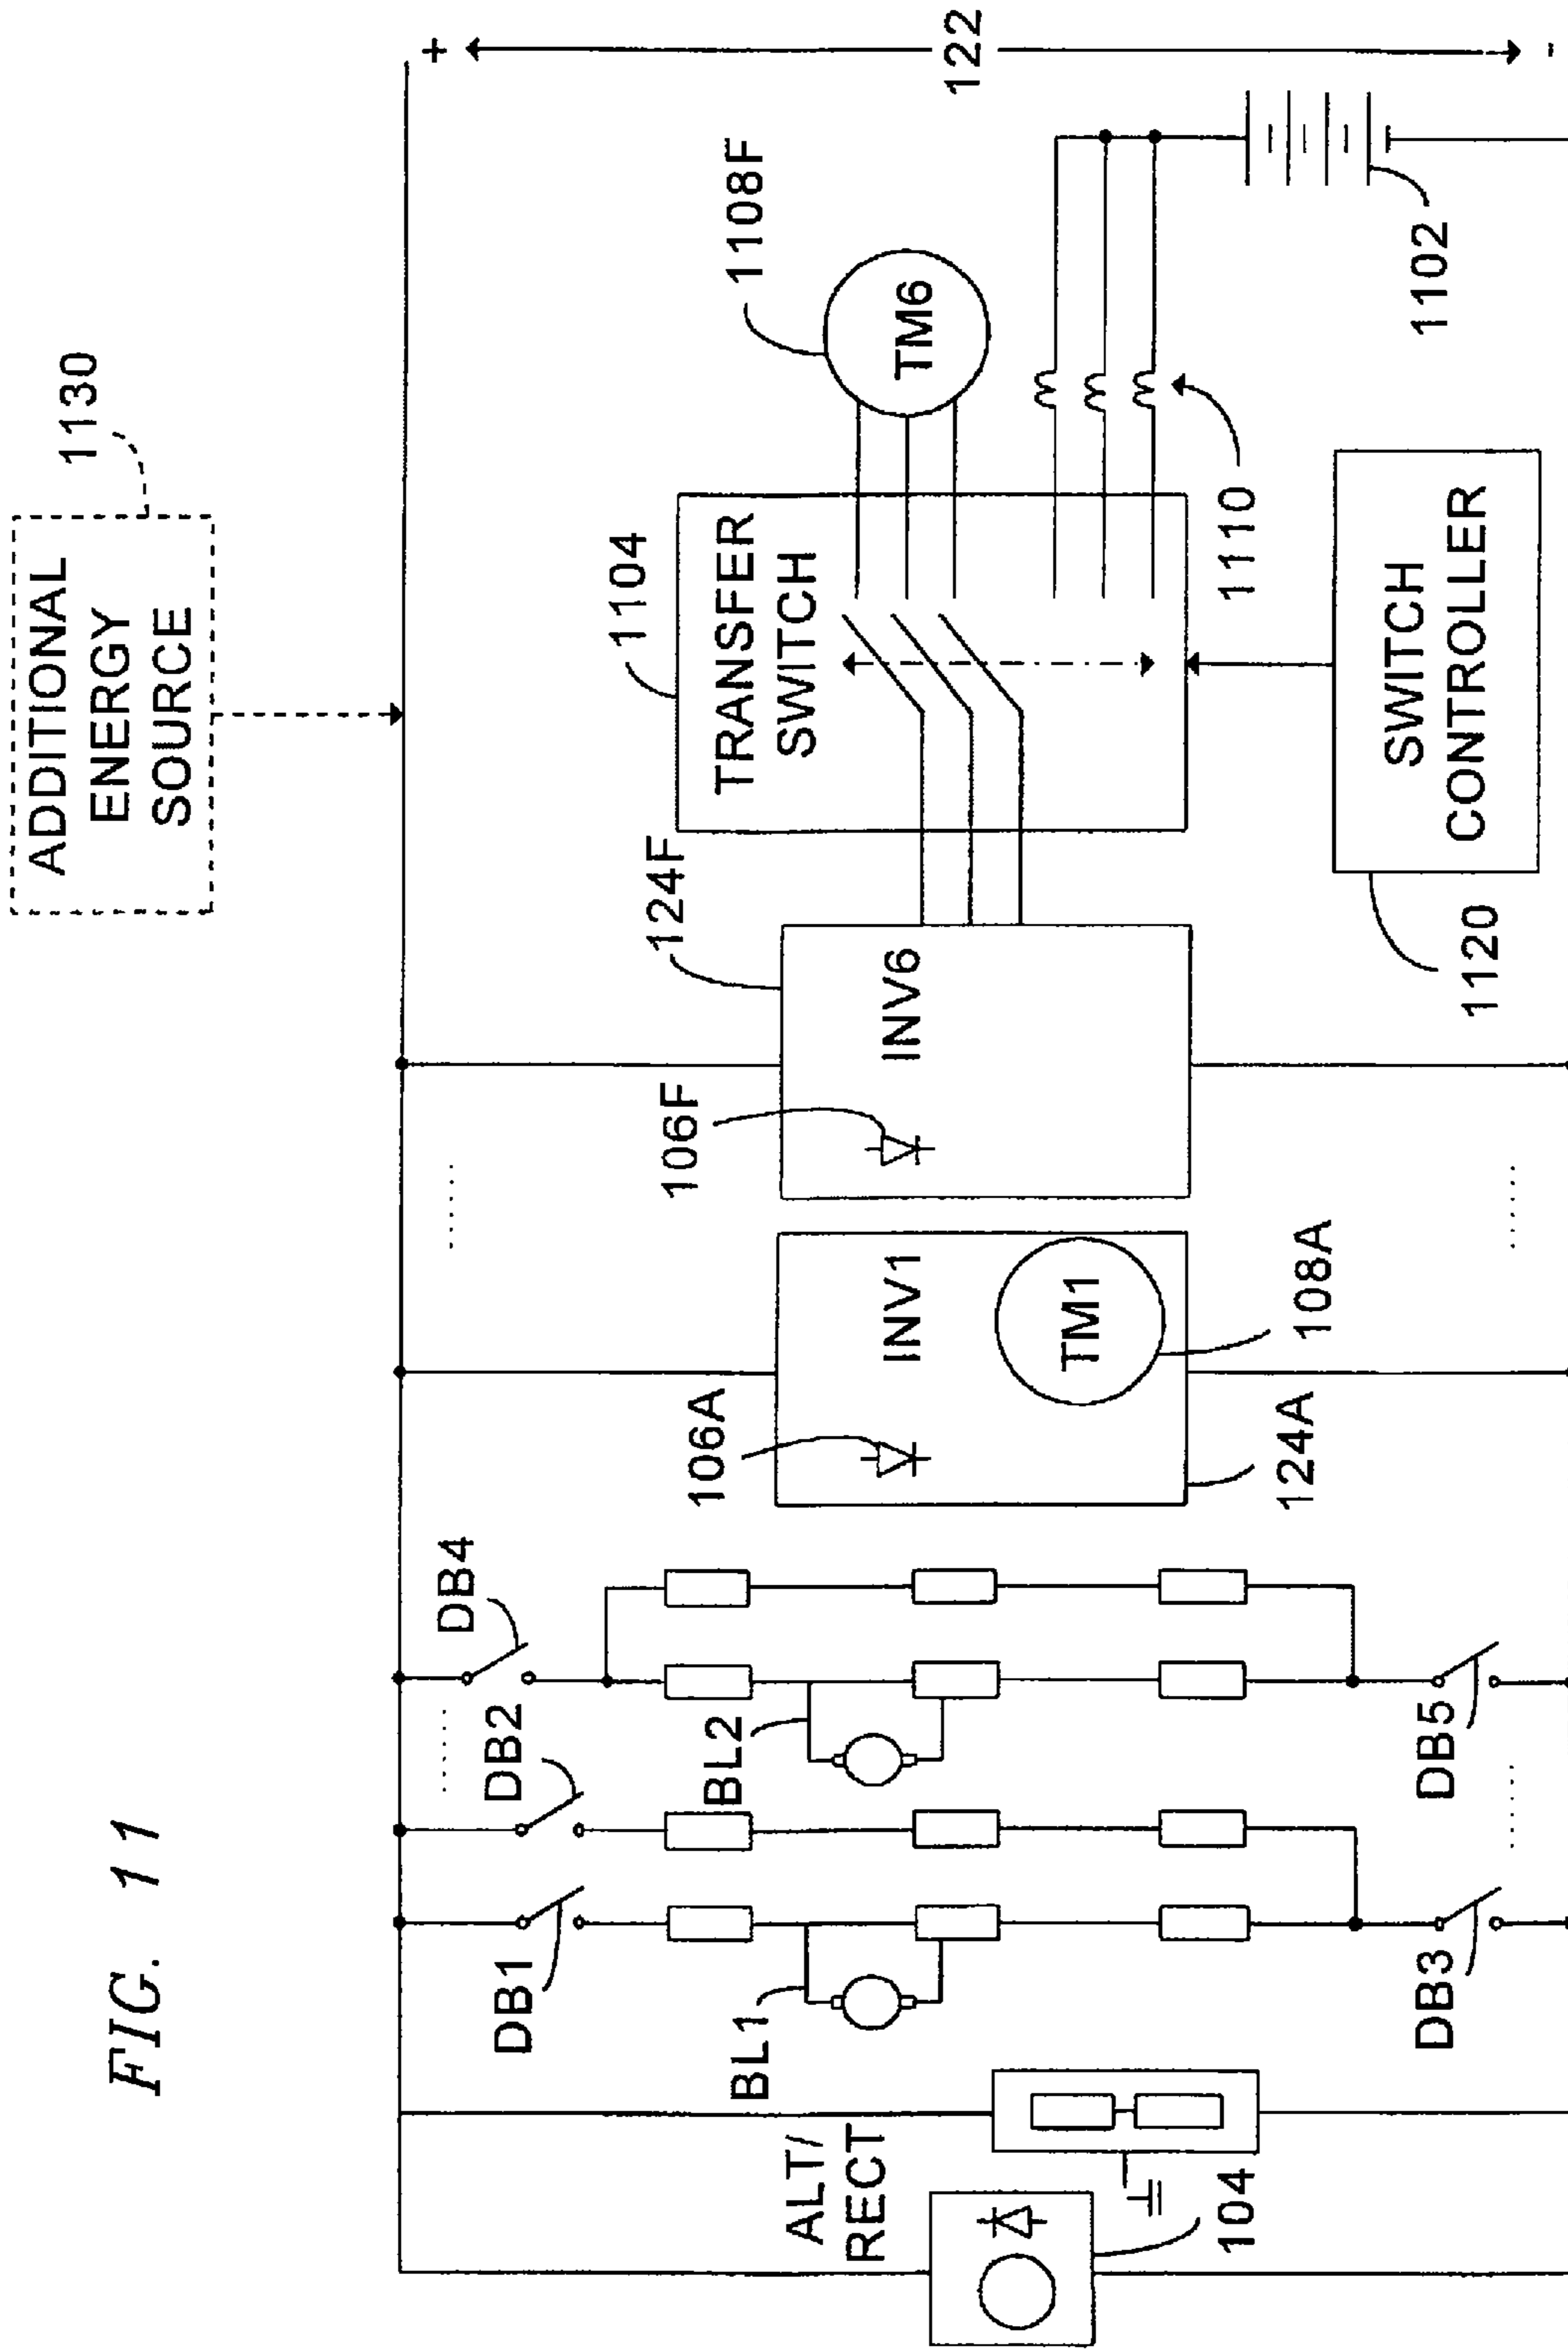 FIG. 11
ADDITIONAL
ENERGY
SOURCE
1130
+
122
-
DB1
DB2
DB4
BL1
BL2
DB3
DB5
ALT/
RECT
104
106A
INV1
TM1
108A
124A
106F
INV6
124F
1104
TRANSFER
SWITCH
1108F
TM6
1110
1102
SWITCH
CONTROLLER
1120